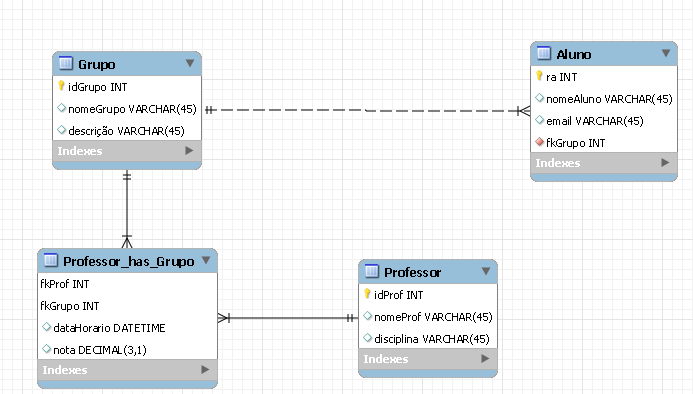 Grupo
idGrupo INT
nomeGrupo VARCHAR(45)
descrição VARCHAR(45)
Indexes
Aluno
ra INT
nomeAluno VARCHAR(45)
email VARCHAR(45)
fkGrupo INT
Indexes
Professor_has_Grupo
fkProf INT
fkGrupo INT
dataHorario DATETIME
nota DECIMAL(3,1)
Indexes
Professor
idProf INT
nomeProf VARCHAR(45)
disciplina VARCHAR(45)
Indexes